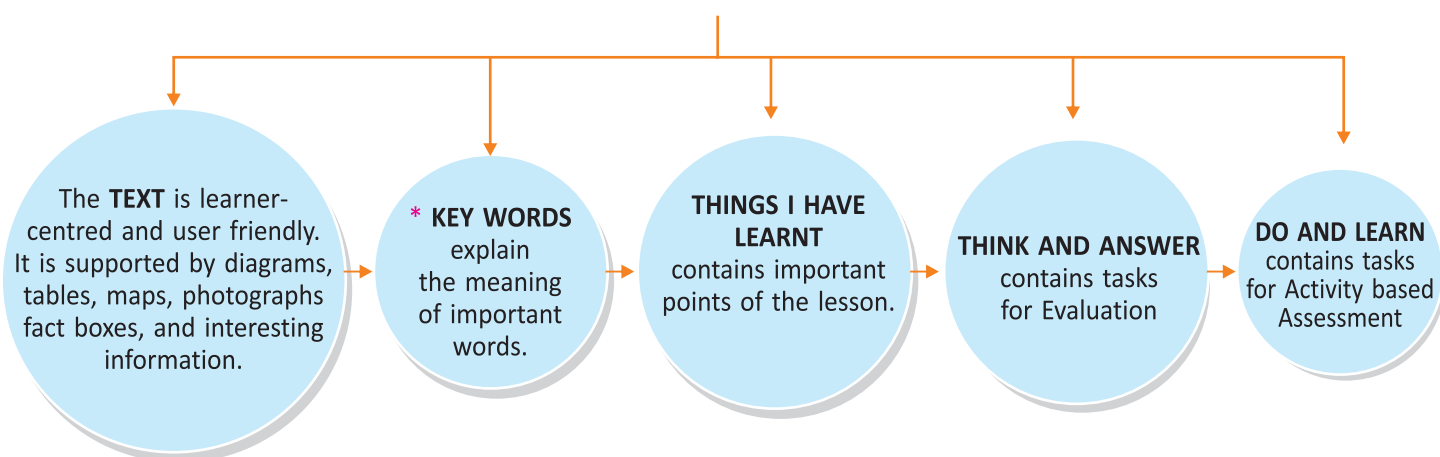 The TEXT is learner-
centred and user friendly.
It is supported by diagrams,
tables, maps, photographs
fact boxes, and interesting
information.
* KEY WORDS
explain
the meaning
of important
words.
THINGS I HAVE
LEARNT
contains important
points of the lesson.
THINK AND ANSWER
contains tasks
for Evaluation
DO AND LEARN
contains tasks
for Activity based
Assessment